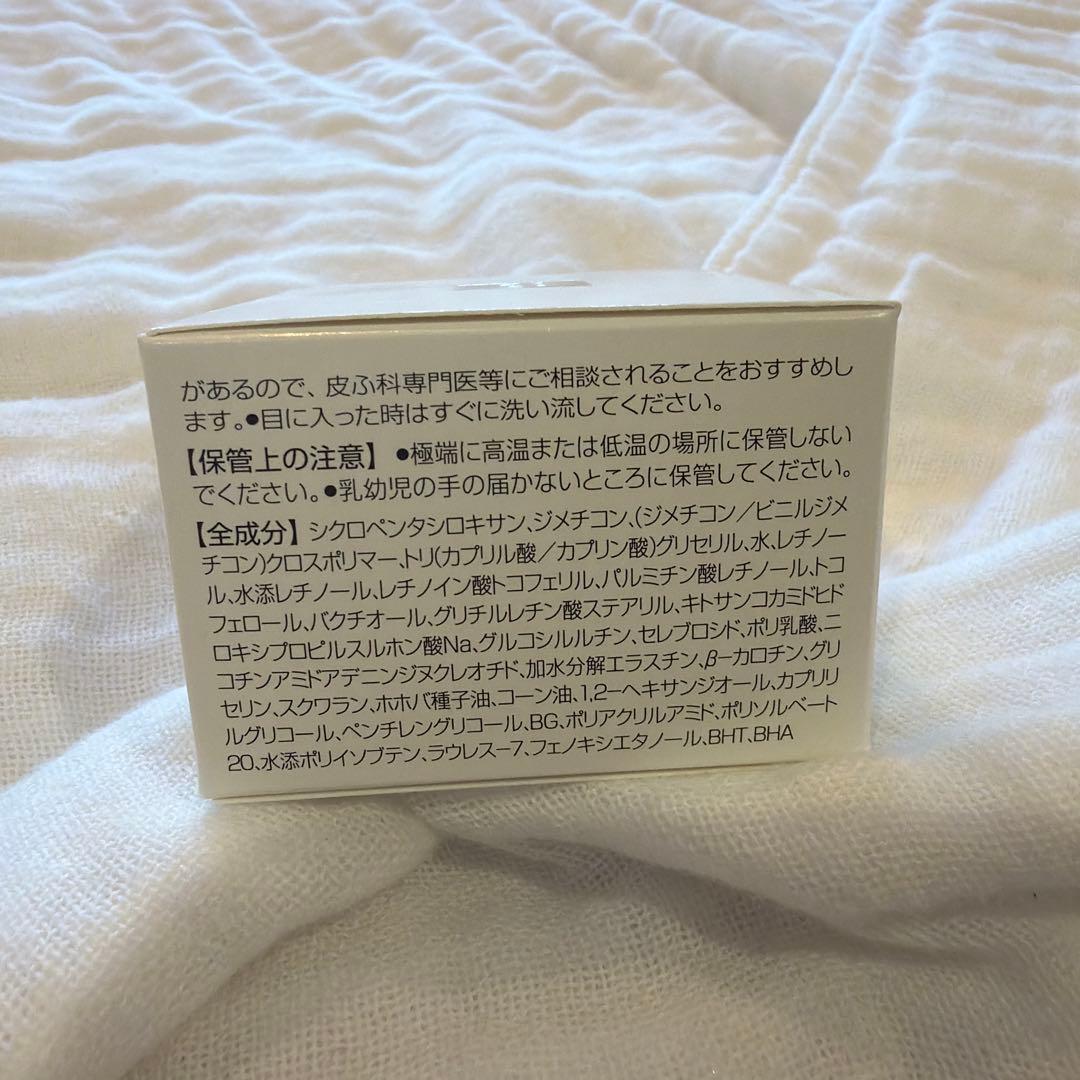 があるので、皮ふ科専門医等にご相談されることをおすすめし
ます。●目に入った時はすぐに洗い流してください。
【保管上の注意】●極端に高温または低温の場所に保管しない
でください。●乳幼児の手の届かないところに保管してください。
【全成分】シクロペンタシロキサン、ジメチコン、(ジメチコン／ビニルジメ
チコン)クロスポリマー、トリ(カプリル酸／カプリン酸)グリセリル、水、レチノー
ル、水添レチノール、レチノイン酸トコフェリル、パルミチン酸レチノール、トコ
フェロール、バクチオール、グリチルレチン酸ステアリル、キトサンコカミドヒド
ロキシプロピルスルホン酸Na、グルコシルルチン、セレブロシド、ポリ乳酸、ニ
コチンアミドアデニンジヌクレオチド、加水分解エラスチン、β－カロチン、グリ
セリン、スクワラン、ホホバ種子油、コーン油、1,2－ヘキサンジオール、カプリリ
ルグリコール、ペンチレングリコール、BG、ポリアクリルアミド、ポリソルベート
20、水添ポリイソブテン、ラウレス－7、フェノキシエタノール、BHT、BHA